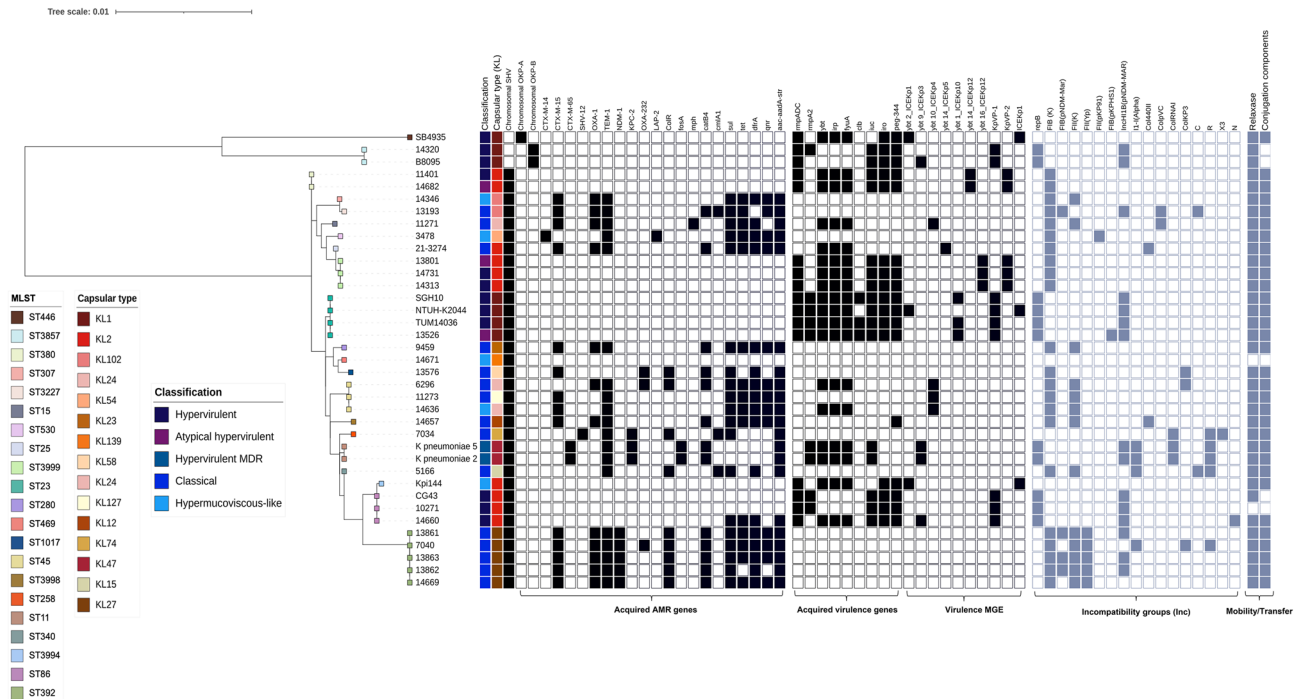 Tree scale: 0.01
Classification
Capsular type (KL)
Chromosomal SHV
Chromosomal OKP-A
Chromosomal OKP-B
CTX-M-14
CTX-M-15
CTX-M-65
SHV-12
OXA-1
TEM-1
NDM-1
KPC-2
OXA-232
LAP-2
mph
catB4
CatR
fosA
cmlA1
sul
tet
dfrA
qnr
aac-aadA-str
rmpADC
rmpA2
ybt
irp
fyuA
clb
iuc
iro
peg-344
ybt 2_ICEKp1
ybt 9_ICEKp3
ybt 10_ICEKp4
ybt 14_ICEKp5
ybt 1_ICEKp10
ybt 14_ICEKp12
ybt 16_ICEKp12
KpVP-1
KpVP-2
ICEKp1
repB
FIB (K)
FIB(pNDM-Mar)
FII(K)
FII(Yp)
FII(pKP91)
FIB(pKPHS1)
IncHI1B(pNDM-MAR)
I1-I(Alpha)
Col440II
ColpVC
ColRNAI
ColKP3
C
R
X3
N
Relaxase
Conjugation components
SB4935
14320
B8095
11401
14682
14346
13193
11271
3478
21-3274
13801
14731
14313
SGH10
NTUH-K2044
TUM14036
13526
9459
14671
13576
6296
11273
14636
14657
7034
K pneumoniae 5
K pneumoniae 2
5166
Kpi144
CG43
10271
14660
13861
7040
13863
13862
14669
Acquired AMR genes
Acquired virulence genes
Virulence MGE
Incompatibility groups (Inc)
Mobility/Transfer
MLST
ST446
ST3857
ST380
ST307
ST3227
ST15
ST530
ST25
ST3999
ST23
ST280
ST469
ST1017
ST45
ST3998
ST258
ST11
ST340
ST3994
ST86
ST392
Capsular type
KL1
KL2
KL102
KL24
KL54
KL23
KL139
KL58
KL24
KL127
KL12
KL74
KL47
KL15
KL27
Classification
Hypervirulent
Atypical hypervirulent
Hypervirulent MDR
Classical
Hypermucoviscous-like